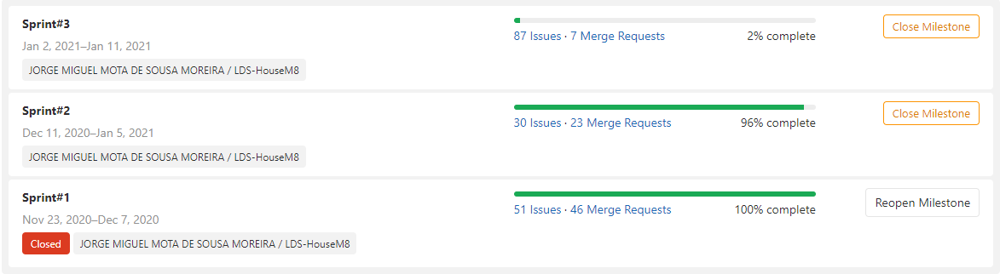 Sprint#3
Jan 2, 2021–Jan 11, 2021
JORGE MIGUEL MOTA DE SOUSA MOREIRA / LDS-HouseM8
87 Issues · 7 Merge Requests
2% complete
Close Milestone
Sprint#2
Dec 11, 2020–Jan 5, 2021
JORGE MIGUEL MOTA DE SOUSA MOREIRA / LDS-HouseM8
30 Issues · 23 Merge Requests
96% complete
Close Milestone
Sprint#1
Nov 23, 2020–Dec 7, 2020
Closed JORGE MIGUEL MOTA DE SOUSA MOREIRA / LDS-HouseM8
51 Issues · 46 Merge Requests
100% complete
Reopen Milestone